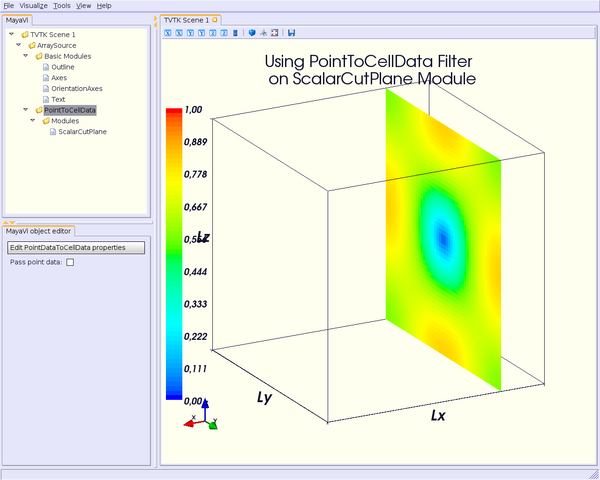 File Visualize Tools View Help
MayaVi
TVTK Scene 1
ArraySource
Basic Modules
Outline
Axes
OrientationAxes
Text
PointToCellData
Modules
ScalarCutPlane
MayaVi object editor
Edit PointDataToCellData properties
Pass point data:
TVTK Scene 1
Using PointToCellData Filter
on ScalarCutPlane Module
1,00
0,889
0,778
0,667
Lz
0,444
0,333
0,222
0,111
0,00
Ly
Lx
X